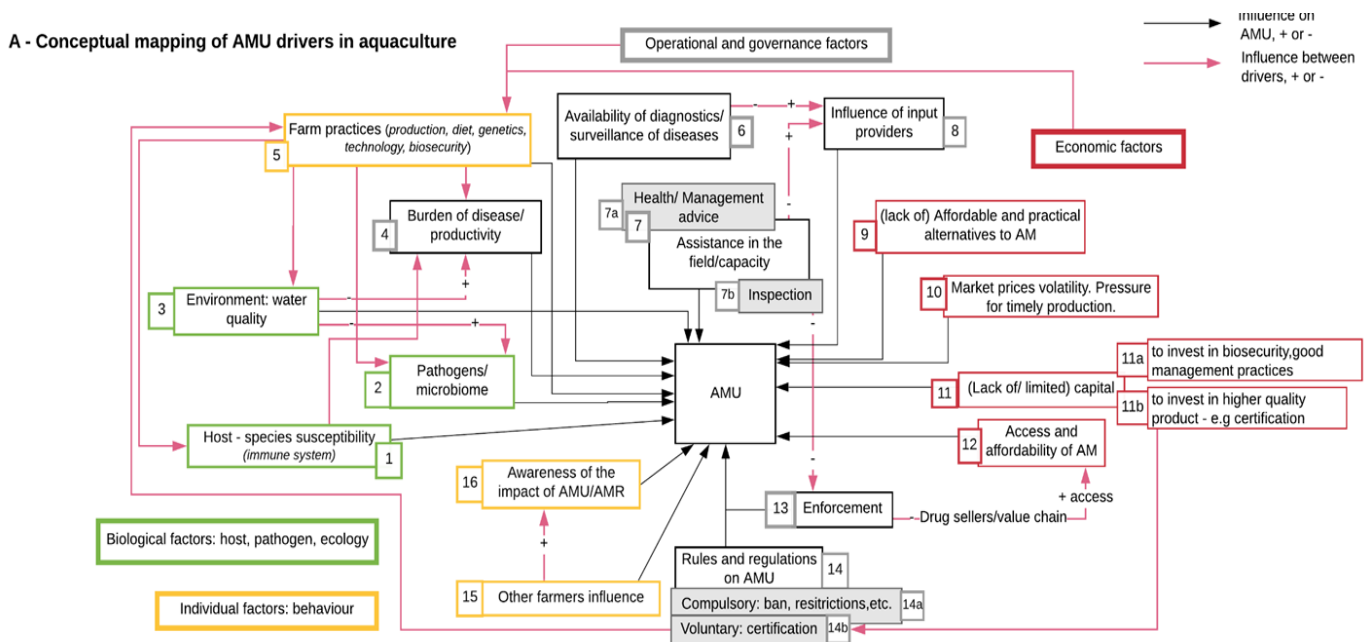 A - Conceptual mapping of AMU drivers in aquaculture
Operational and governance factors
Influence on
AMU, + or -
Influence between
drivers, + or -
Farm practices (production, diet, genetics,
technology, biosecurity)
5
Availability of diagnostics/
surveillance of diseases
6
- +
Influence of input
providers
8
Economic factors
+
-
Health/ Management
advice
7a
7
Assistance in the
field/capacity
7b
Inspection
-
Burden of disease/
productivity
4
(lack of) Affordable and practical
alternatives to AM
9
Market prices volatility. Pressure
for timely production.
10
Environment: water
quality
3
-
+
-
+
Pathogens/
microbiome
2
AMU
11a
to invest in biosecurity,good
management practices
11
(Lack of/ limited) capital
11b
to invest in higher quality
product - e.g certification
Host - species susceptibility
(immune system)
1
12
Access and
affordability of AM
16
Awareness of the
impact of AMU/AMR
-
+ access
13
Enforcement
- Drug sellers/value chain -
+
Biological factors: host, pathogen, ecology
Rules and regulations
on AMU
14
15
Other farmers influence
Compulsory: ban, resitrictions,etc.
14a
Individual factors: behaviour
Voluntary: certification
14b